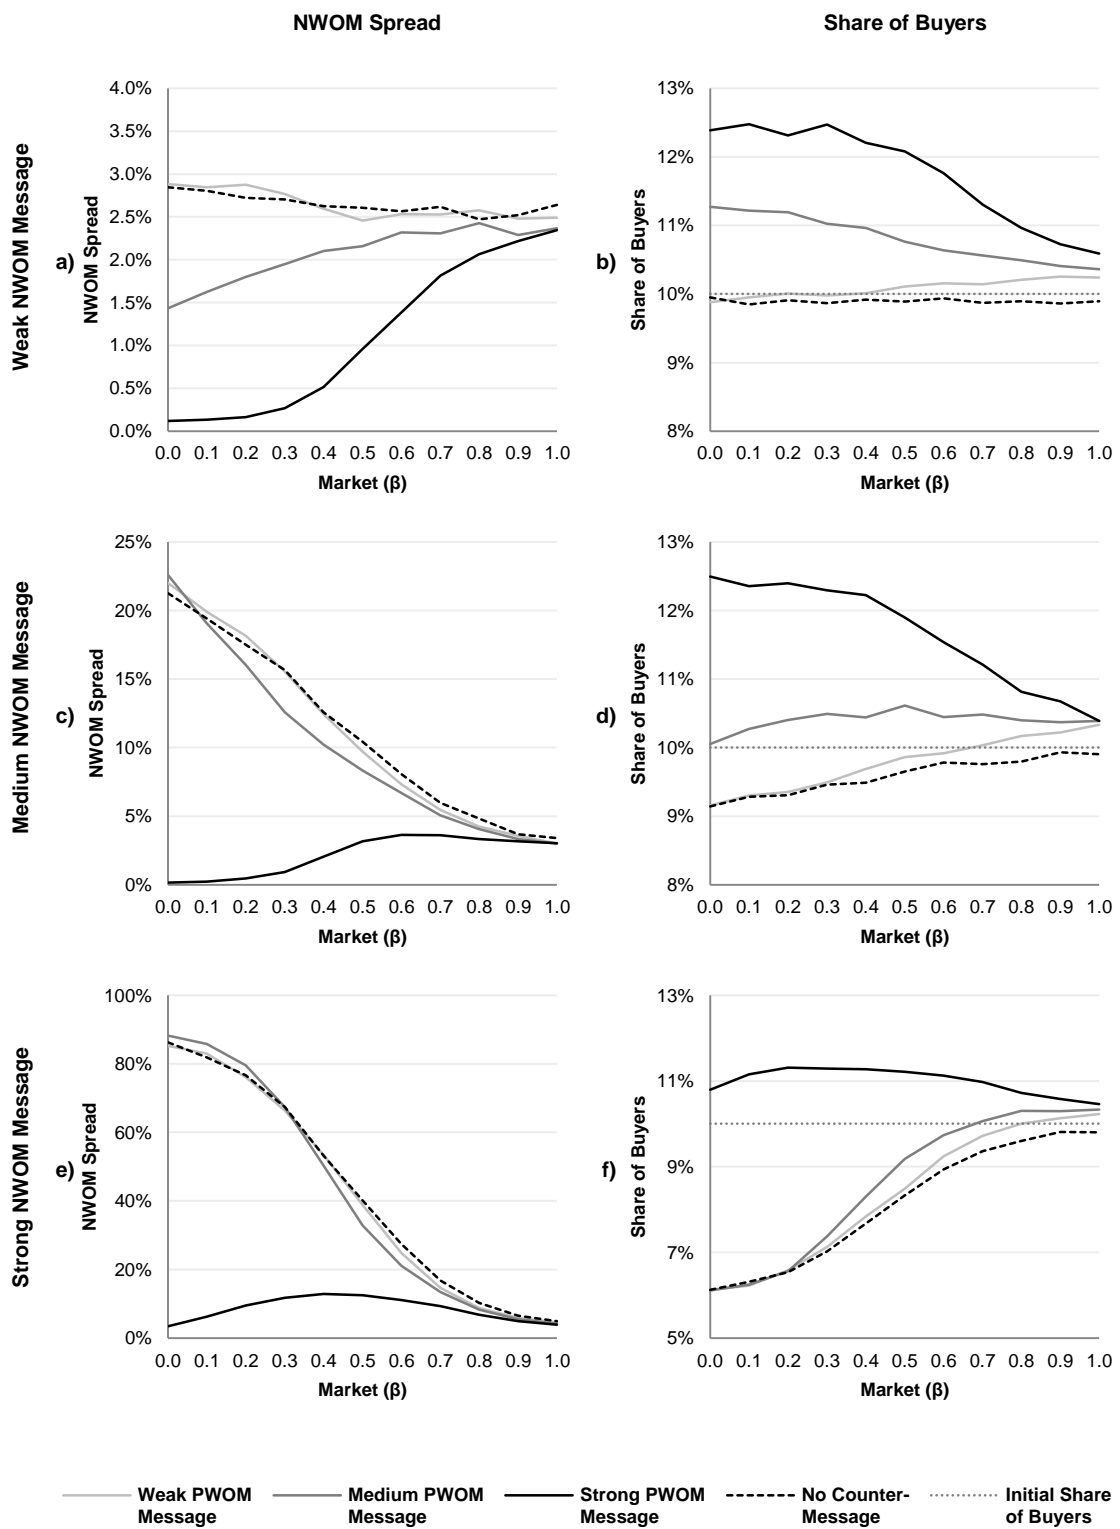 NWOM Spread
Share of Buyers
Weak NWOM Message
a)
NWOM Spread
4.0%
3.5%
3.0%
2.5%
2.0%
1.5%
1.0%
0.5%
0.0%
0.0 0.1 0.2 0.3 0.4 0.5 0.6 0.7 0.8 0.9 1.0
Market (β)
b)
Share of Buyers
13%
12%
11%
10%
9%
8%
0.0 0.1 0.2 0.3 0.4 0.5 0.6 0.7 0.8 0.9 1.0
Market (β)
Medium NWOM Message
c)
NWOM Spread
25%
20%
15%
10%
5%
0%
0.0 0.1 0.2 0.3 0.4 0.5 0.6 0.7 0.8 0.9 1.0
Market (β)
d)
Share of Buyers
13%
12%
11%
10%
9%
8%
0.0 0.1 0.2 0.3 0.4 0.5 0.6 0.7 0.8 0.9 1.0
Market (β)
Strong NWOM Message
e)
NWOM Spread
100%
80%
60%
40%
20%
0%
0.0 0.1 0.2 0.3 0.4 0.5 0.6 0.7 0.8 0.9 1.0
Market (β)
f)
Share of Buyers
13%
11%
9%
7%
5%
0.0 0.1 0.2 0.3 0.4 0.5 0.6 0.7 0.8 0.9 1.0
Market (β)
Weak PWOM
Message
Medium PWOM
Message
Strong PWOM
Message
No Counter-
Message
Initial Share
of Buyers